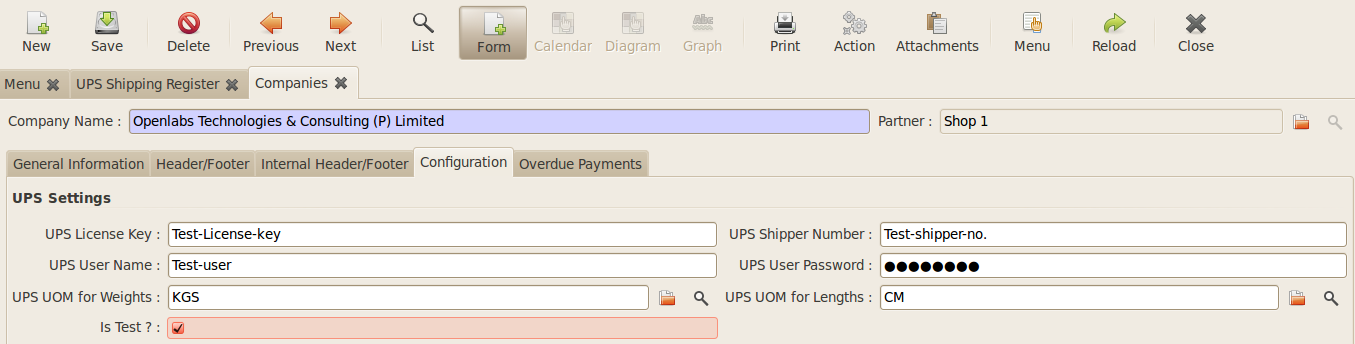 New Save Delete Previous Next List Form Calendar Diagram Graph Print Action Attachments Menu Reload Close
Menu UPS Shipping Register Companies
Company Name : Openlabs Technologies & Consulting (P) Limited Partner : Shop 1
General Information Header/Footer Internal Header/Footer Configuration Overdue Payments
UPS Settings
UPS License Key : Test-License-key UPS Shipper Number : Test-shipper-no.
UPS User Name : Test-user UPS User Password : ●●●●●●●●
UPS UOM for Weights : KGS UPS UOM for Lengths : CM
Is Test ? :